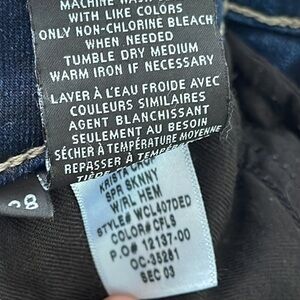 MACHINE WASH
WITH LIKE COLORS
ONLY NON-CHLORINE BLEACH
WHEN NEEDED
TUMBLE DRY MEDIUM
WARM IRON IF NECESSARY
LAVER À L'EAU FROIDE AVEC
COULEURS SIMILAIRES
AGENT BLANCHISSANT
SEULEMENT AU BESOIN
SÉCHER À TEMPÉRATURE MOYENNE
REPASSER À
28
KRISTA
SPR SKNNY
W/RL HEM
STYLE# WCL407DED
COLOR# CFLS
P.O# 12137-00
OC-35281
SEC 03